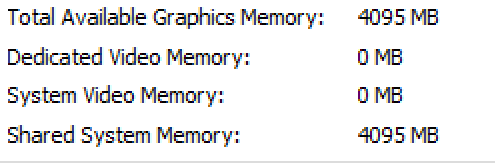 Total Available Graphics Memory: 4095 MB
Dedicated Video Memory: 0 MB
System Video Memory: 0 MB
Shared System Memory: 4095 MB